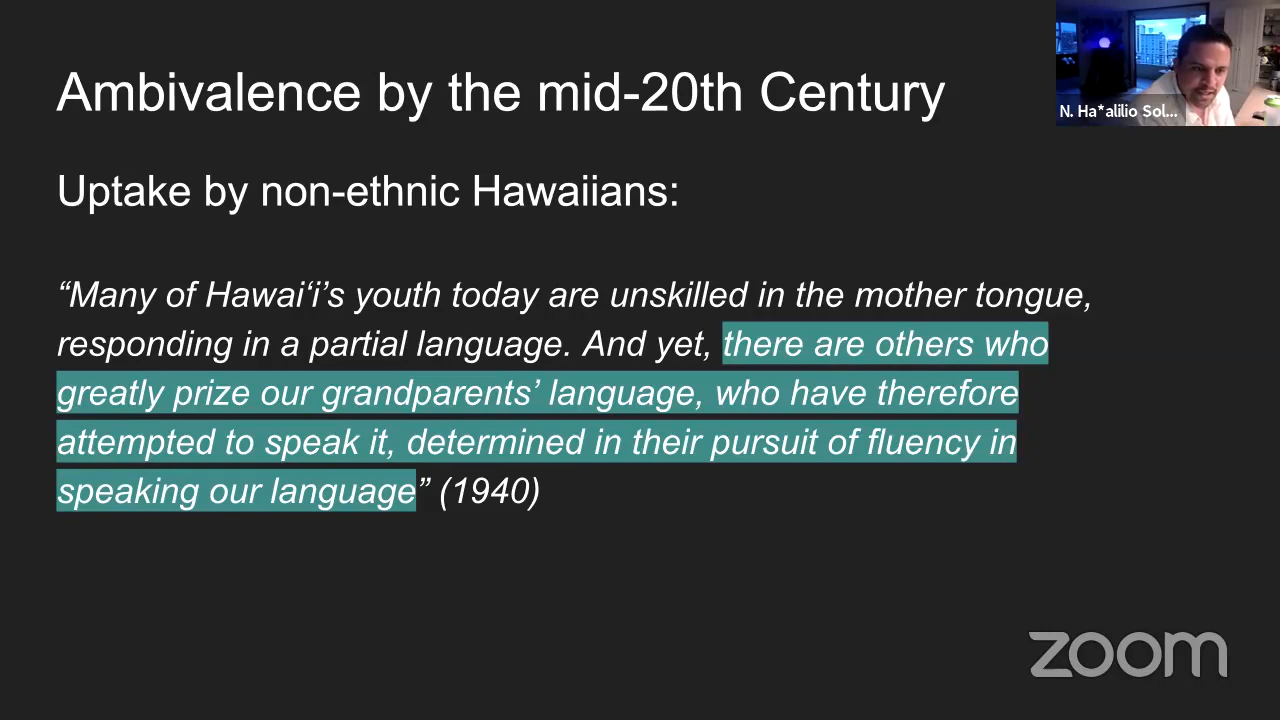 Ambivalence by the mid-20th Century
N. Ha*alilio Sol...
Uptake by non-ethnic Hawaiians:
“Many of Hawai‘i’s youth today are unskilled in the mother tongue,
responding in a partial language. And yet, there are others who
greatly prize our grandparents’ language, who have therefore
attempted to speak it, determined in their pursuit of fluency in
speaking our language” (1940)
zoom